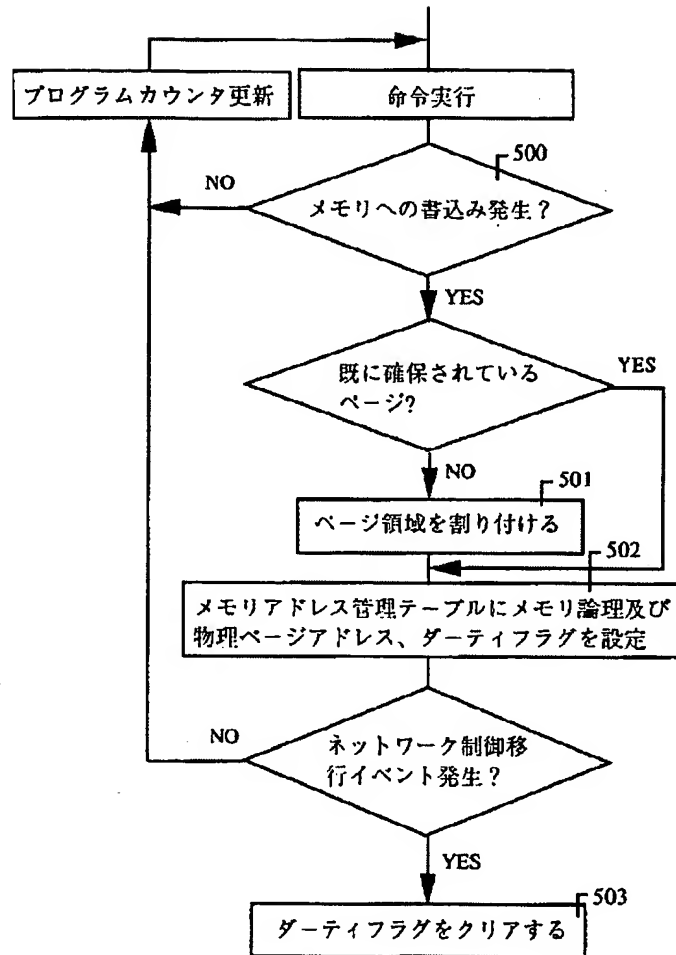 プログラムカウンタ更新
命令実行
500
NO
メモリへの書込み発生？
YES
既に確保されている
ページ?
YES
NO
501
ページ領域を割り付ける
502
メモリアドレス管理テーブルにメモリ論理及び
物理ページアドレス、ダーティフラグを設定
NO
ネットワーク制御移
行イベント発生？
YES
503
ダーティフラグをクリアする